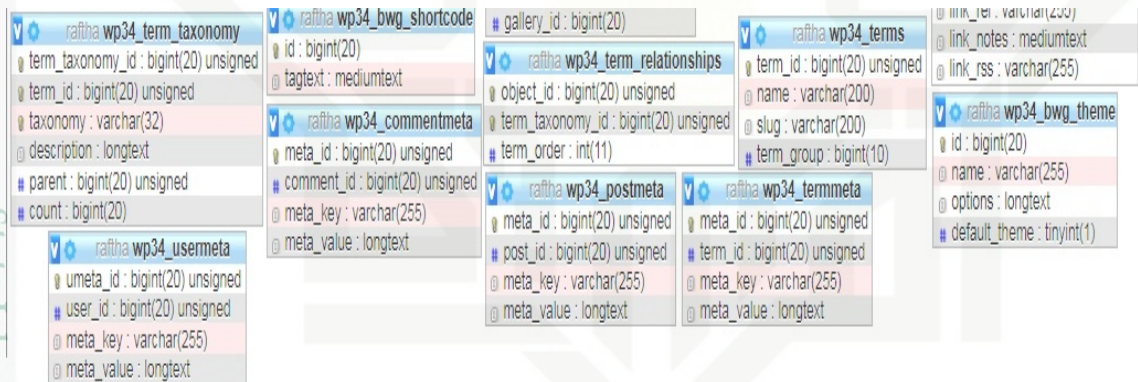 raftha wp34_term_taxonomy
term_taxonomy_id : bigint(20) unsigned
term_id : bigint(20) unsigned
taxonomy : varchar(32)
description : longtext
parent : bigint(20) unsigned
count : bigint(20)
raftha wp34_usermeta
umeta_id : bigint(20) unsigned
user_id : bigint(20) unsigned
meta_key : varchar(255)
meta_value : longtext
raftha wp34_bwg_shortcode
id : bigint(20)
tagtext : mediumtext
raftha wp34_commentmeta
meta_id : bigint(20) unsigned
comment_id : bigint(20) unsigned
meta_key : varchar(255)
meta_value : longtext
gallery_id : bigint(20)
raftha wp34_term_relationships
object_id : bigint(20) unsigned
term_taxonomy_id : bigint(20) unsigned
term_order : int(11)
raftha wp34_postmeta
meta_id : bigint(20) unsigned
post_id : bigint(20) unsigned
meta_key : varchar(255)
meta_value : longtext
raftha wp34_termmeta
meta_id : bigint(20) unsigned
term_id : bigint(20) unsigned
meta_key : varchar(255)
meta_value : longtext
raftha wp34_terms
term_id : bigint(20) unsigned
name : varchar(200)
slug : varchar(200)
term_group : bigint(10)
link_rel : varchar(255)
link_notes : mediumtext
link_rss : varchar(255)
raftha wp34_bwg_theme
id : bigint(20)
name : varchar(255)
options : longtext
default_theme : tinyint(1)